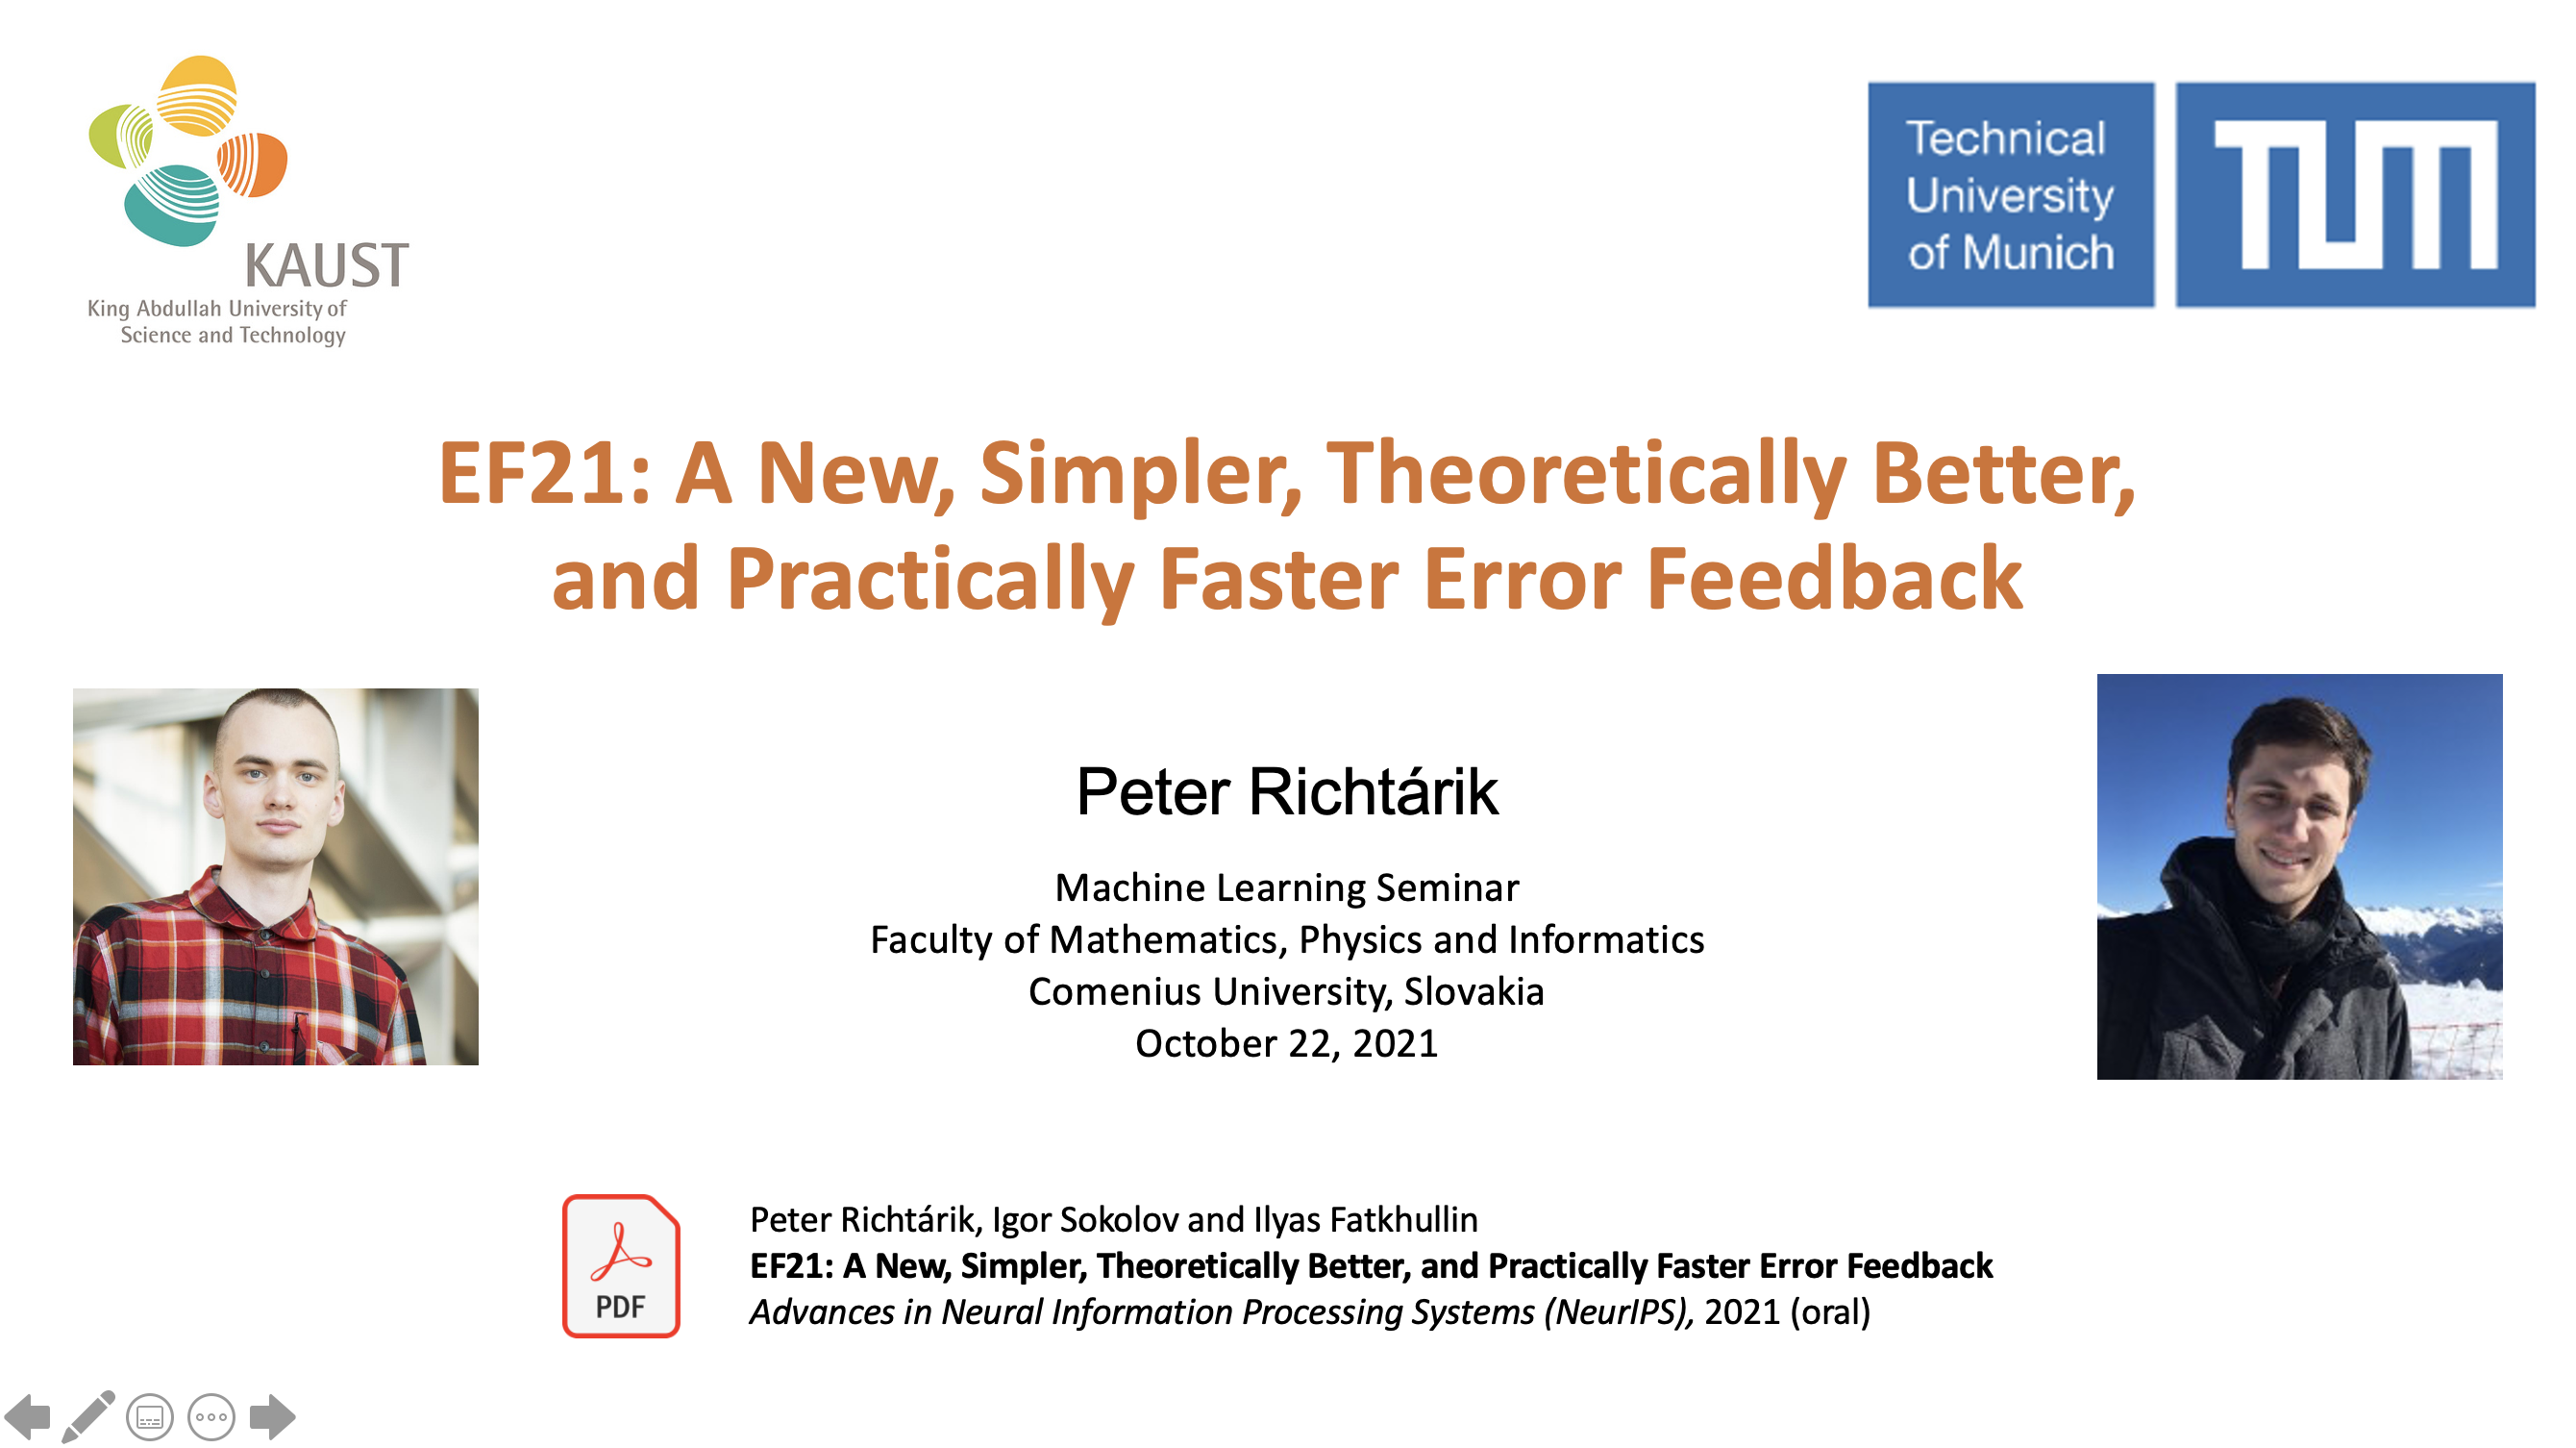 KAUST
King Abdullah University of
Science and Technology
Technical
University
of Munich
TUM
EF21: A New, Simpler, Theoretically Better,
and Practically Faster Error Feedback
Peter Richtárik
Machine Learning Seminar
Faculty of Mathematics, Physics and Informatics
Comenius University, Slovakia
October 22, 2021
PDF
Peter Richtárik, Igor Sokolov and Ilyas Fatkhullin
EF21: A New, Simpler, Theoretically Better, and Practically Faster Error Feedback
Advances in Neural Information Processing Systems (NeurIPS), 2021 (oral)